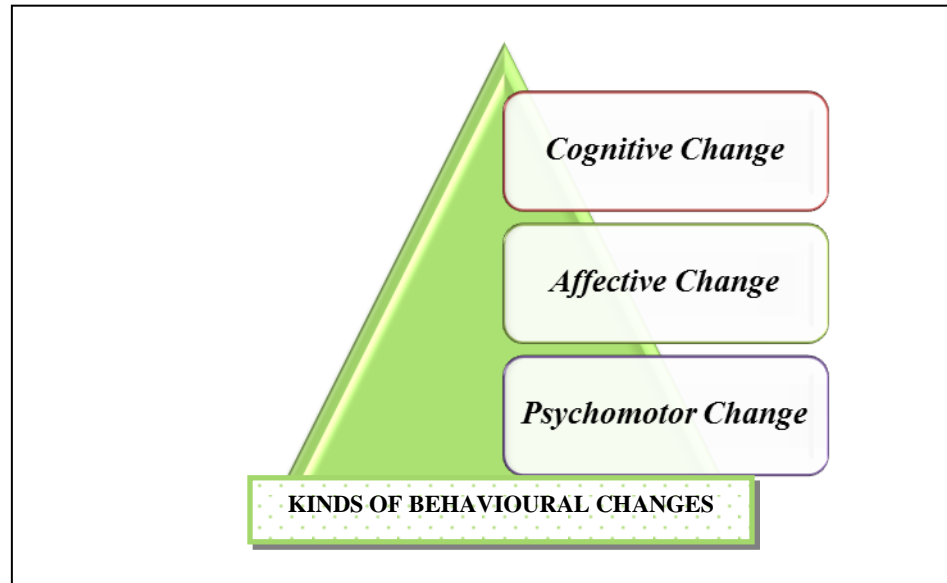 Cognitive Change
Affective Change
Psychomotor Change
KINDS OF BEHAVIOURAL CHANGES